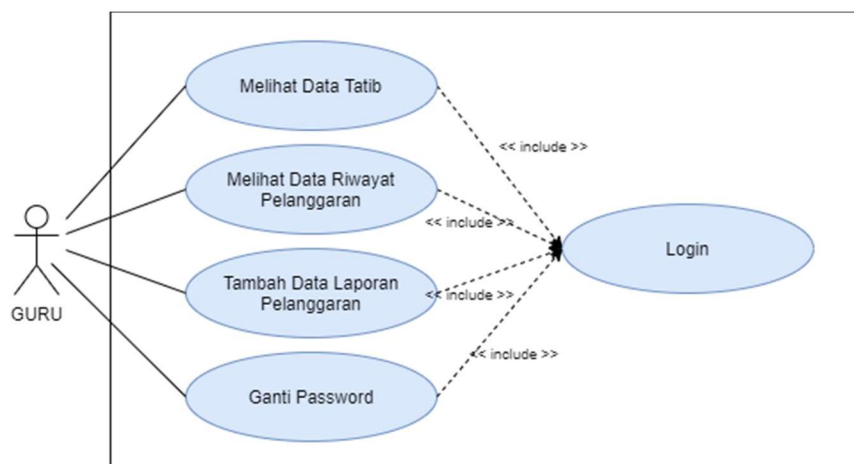 Melihat Data Tatib
<< include >>
Melihat Data Riwayat
Pelanggaran
<< include >>
Login
GURU
Tambah Data Laporan
Pelanggaran
<< include >>
<< include >>
Ganti Password